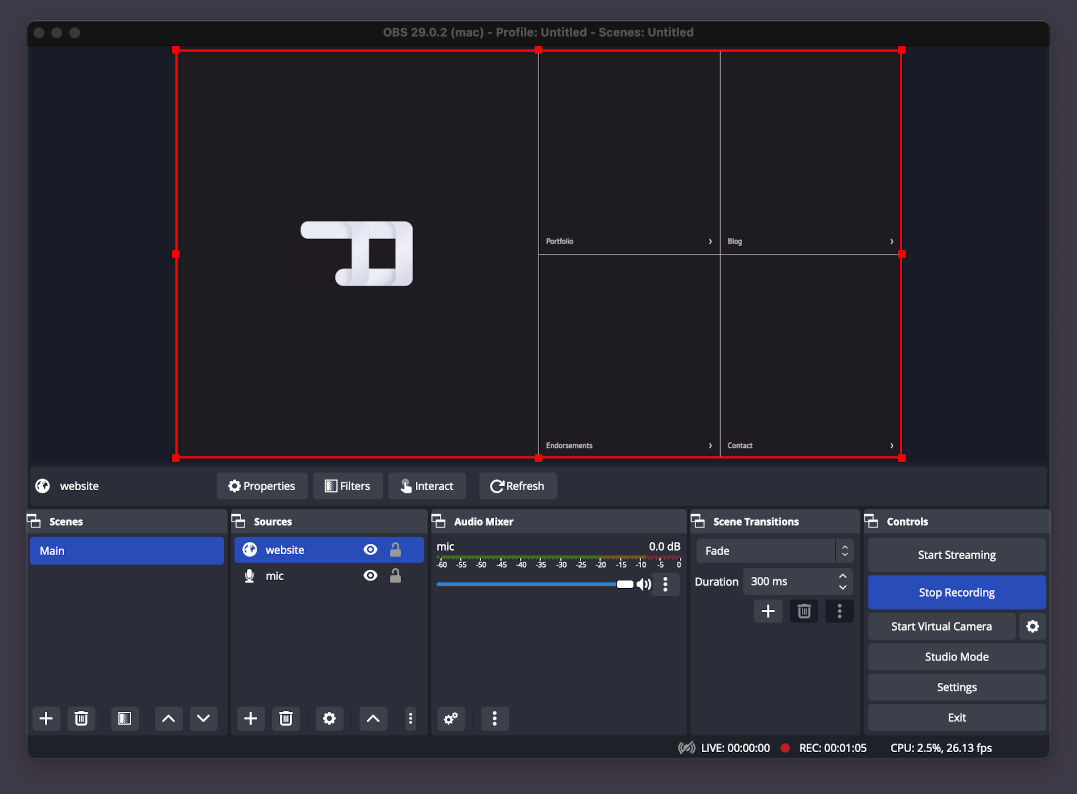 OBS 29.0.2 (mac) - Profile: Untitled - Scenes: Untitled
Portfolio
Blog
Endorsements
Contact
website
Properties
Filters
Interact
Refresh
Scenes
Main
Sources
website
mic
Audio Mixer
mic 0.0 dB
-60 -55 -50 -45 -40 -35 -30 -25 -20 -15 -10 -5 0
Scene Transitions
Fade
Duration 300 ms
Controls
Start Streaming
Stop Recording
Start Virtual Camera
Studio Mode
Settings
Exit
LIVE: 00:00:00 REC: 00:01:05 CPU: 2.5%, 26.13 fps